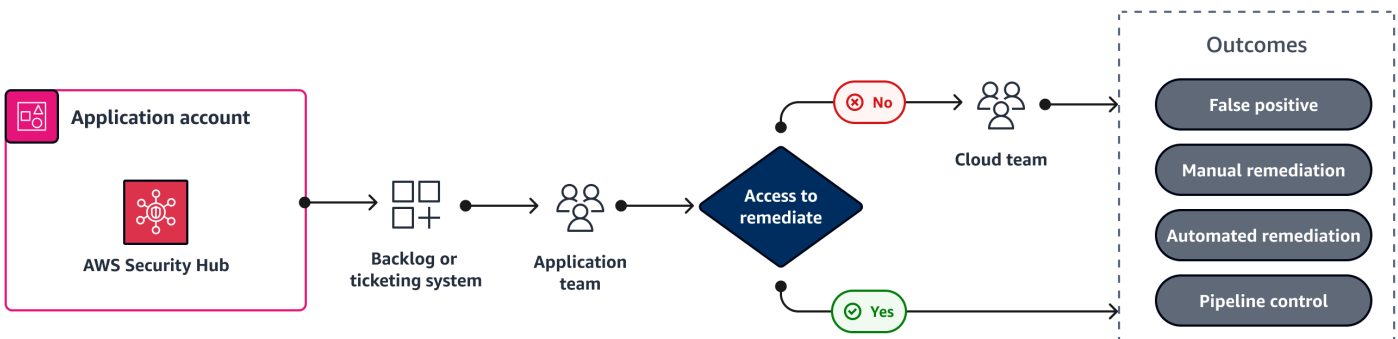 Application account
AWS Security Hub
Backlog or
ticketing system
Application
team
Access to
remediate
No
Cloud team
Yes
Outcomes
False positive
Manual remediation
Automated remediation
Pipeline control